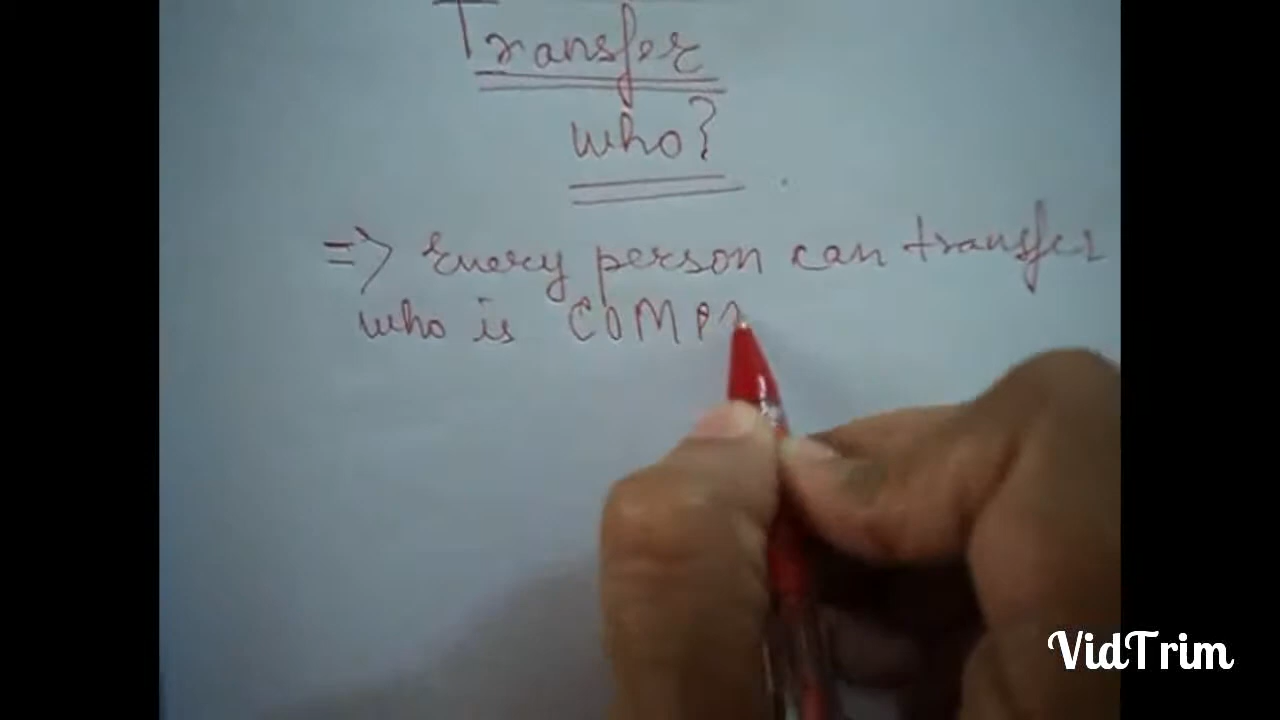 Transfer
who?
=> Every person can transfer
who is COMP
VidTrim